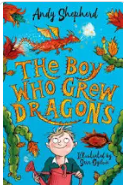 Andy Shepherd
THE BOY
WHO GREW
DRAGONS
Illustrated by
Sara Ogilvie